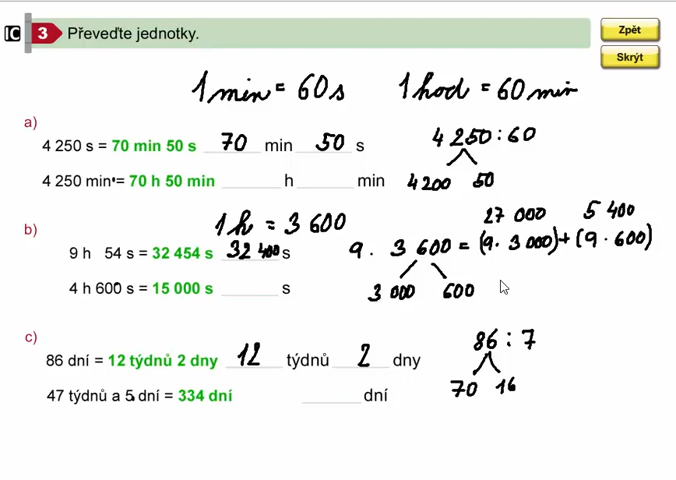 IC 3 Převeďte jednotky. Zpět
Skrýt
1 min = 60 s 1 hod = 60 min
a)
4 250 s = 70 min 50 s 70 min 50 s 4 250 : 60
4200 50
4 250 min = 70 h 50 min h min
b)
1 h = 3 600 27 000 5 400
9 h 54 s = 32 454 s 32 400 s 9 . 3 600 = (9 . 3 000) + (9 . 600)
3 000 600
4 h 600 s = 15 000 s s
c)
86 : 7
86 dní = 12 týdnů 2 dny 12 týdnů 2 dny
70 16
47 týdnů a 5 dní = 334 dní dní